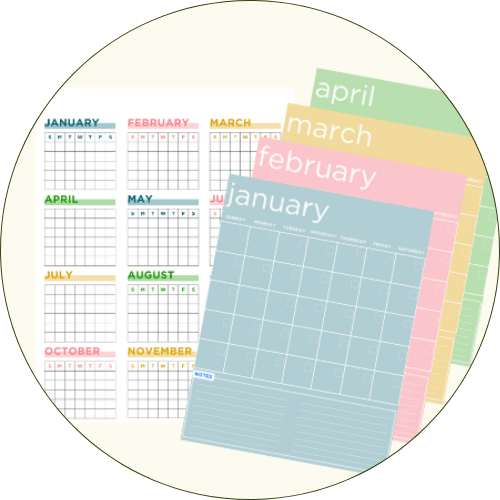 JANUARY FEBRUARY MARCH
S M T W T F S S M T W T F S S M T W T F S
APRIL MAY JU
S M T W T F S S M T W T F S
JULY AUGUST
S M T W T F S S M T W T F S
OCTOBER NOVEMBER
S M T W T F S S M T W T F S
april
march
february
january
SUNDAY MONDAY TUESDAY WEDNESDAY THURSDAY FRIDAY SATURDAY
NOTES